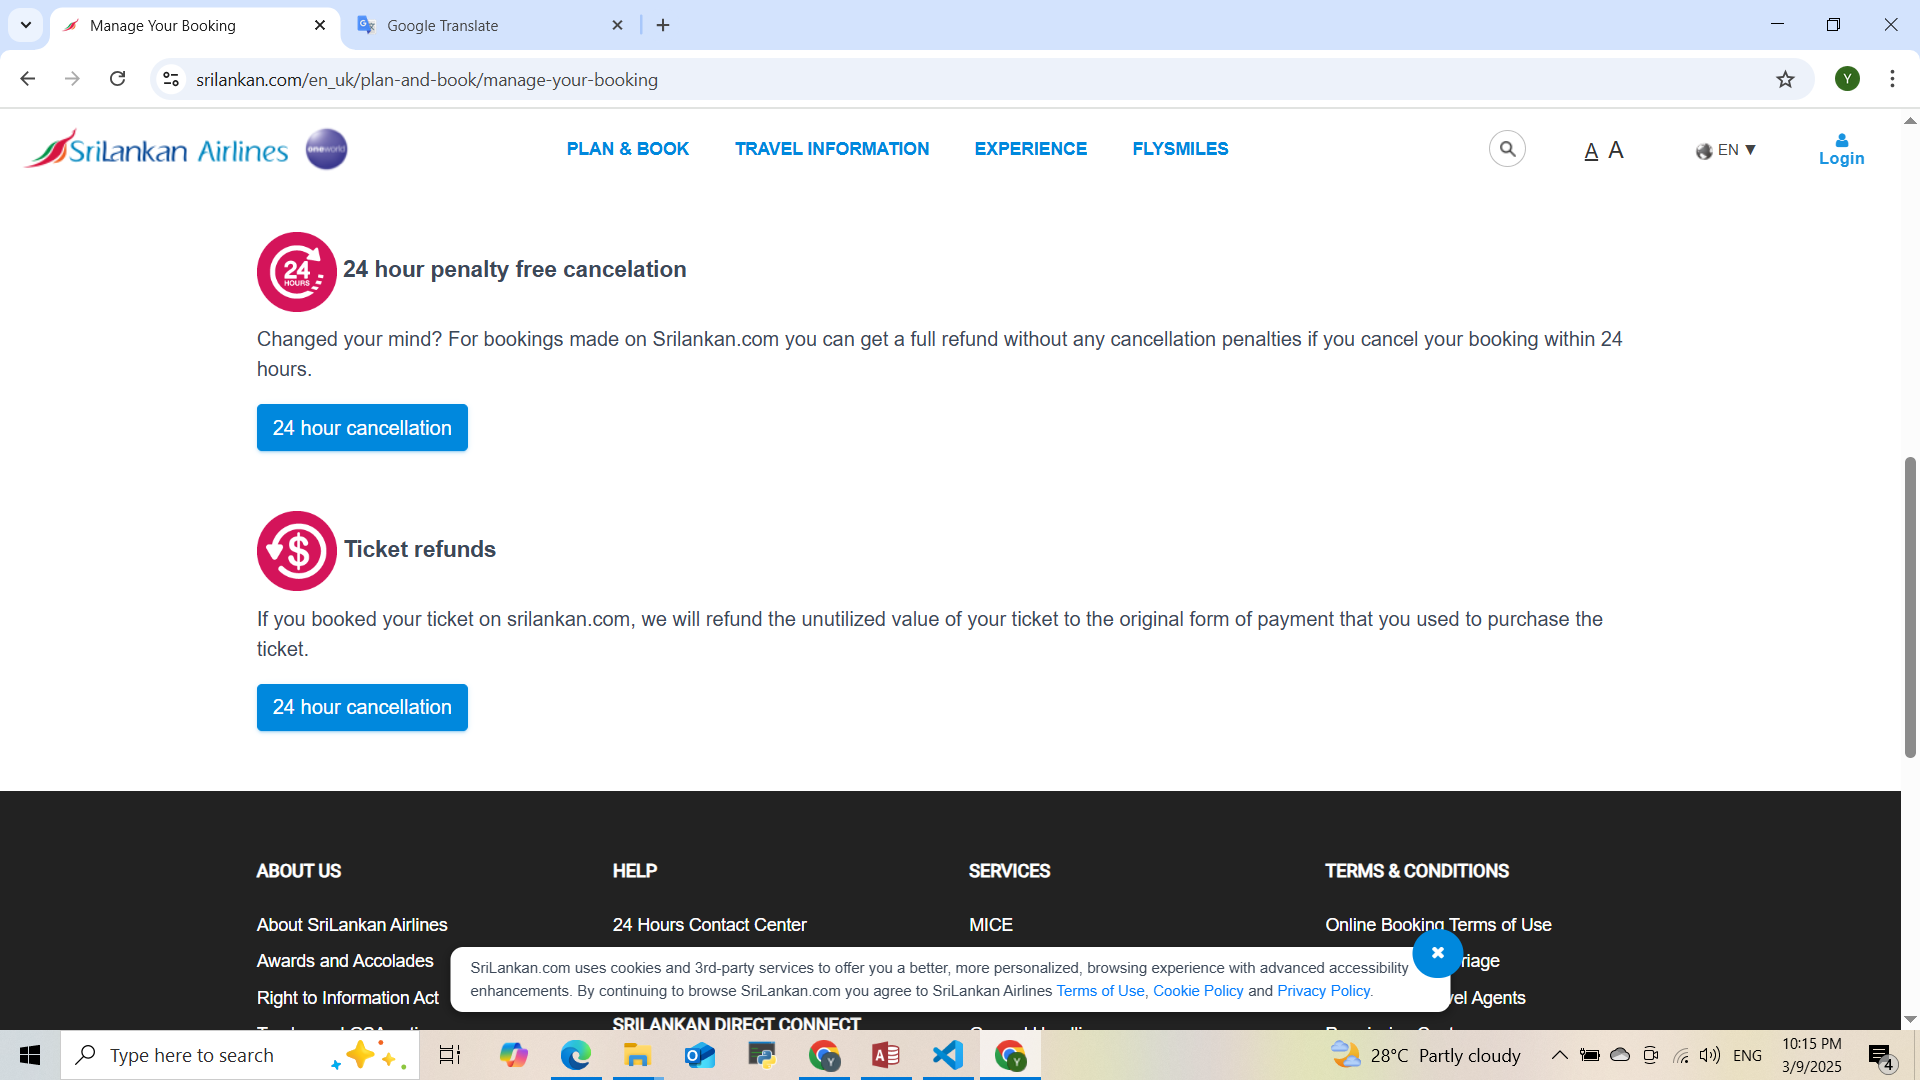 Manage Your Booking
Google Translate
srilankan.com/en_uk/plan-and-book/manage-your-booking
Y
SriLankan Airlines
oneworld
PLAN & BOOK
TRAVEL INFORMATION
EXPERIENCE
FLYSMILES
A A
EN ▼
Login
24 HOURS
24 hour penalty free cancelation
Changed your mind? For bookings made on Srilankan.com you can get a full refund without any cancellation penalties if you cancel your booking within 24
hours.
24 hour cancellation
$
Ticket refunds
If you booked your ticket on srilankan.com, we will refund the unutilized value of your ticket to the original form of payment that you used to purchase the
ticket.
24 hour cancellation
ABOUT US
HELP
SERVICES
TERMS & CONDITIONS
About SriLankan Airlines
24 Hours Contact Center
MICE
Online Booking Terms of Use
Awards and Accolades
Right to Information Act
SriLankan.com uses cookies and 3rd-party services to offer you a better, more personalized, browsing experience with advanced accessibility
enhancements. By continuing to browse SriLankan.com you agree to SriLankan Airlines Terms of Use, Cookie Policy and Privacy Policy.
SRILANKAN DIRECT CONNECT
Type here to search
28°C Partly cloudy
ENG
10:15 PM
3/9/2025
4